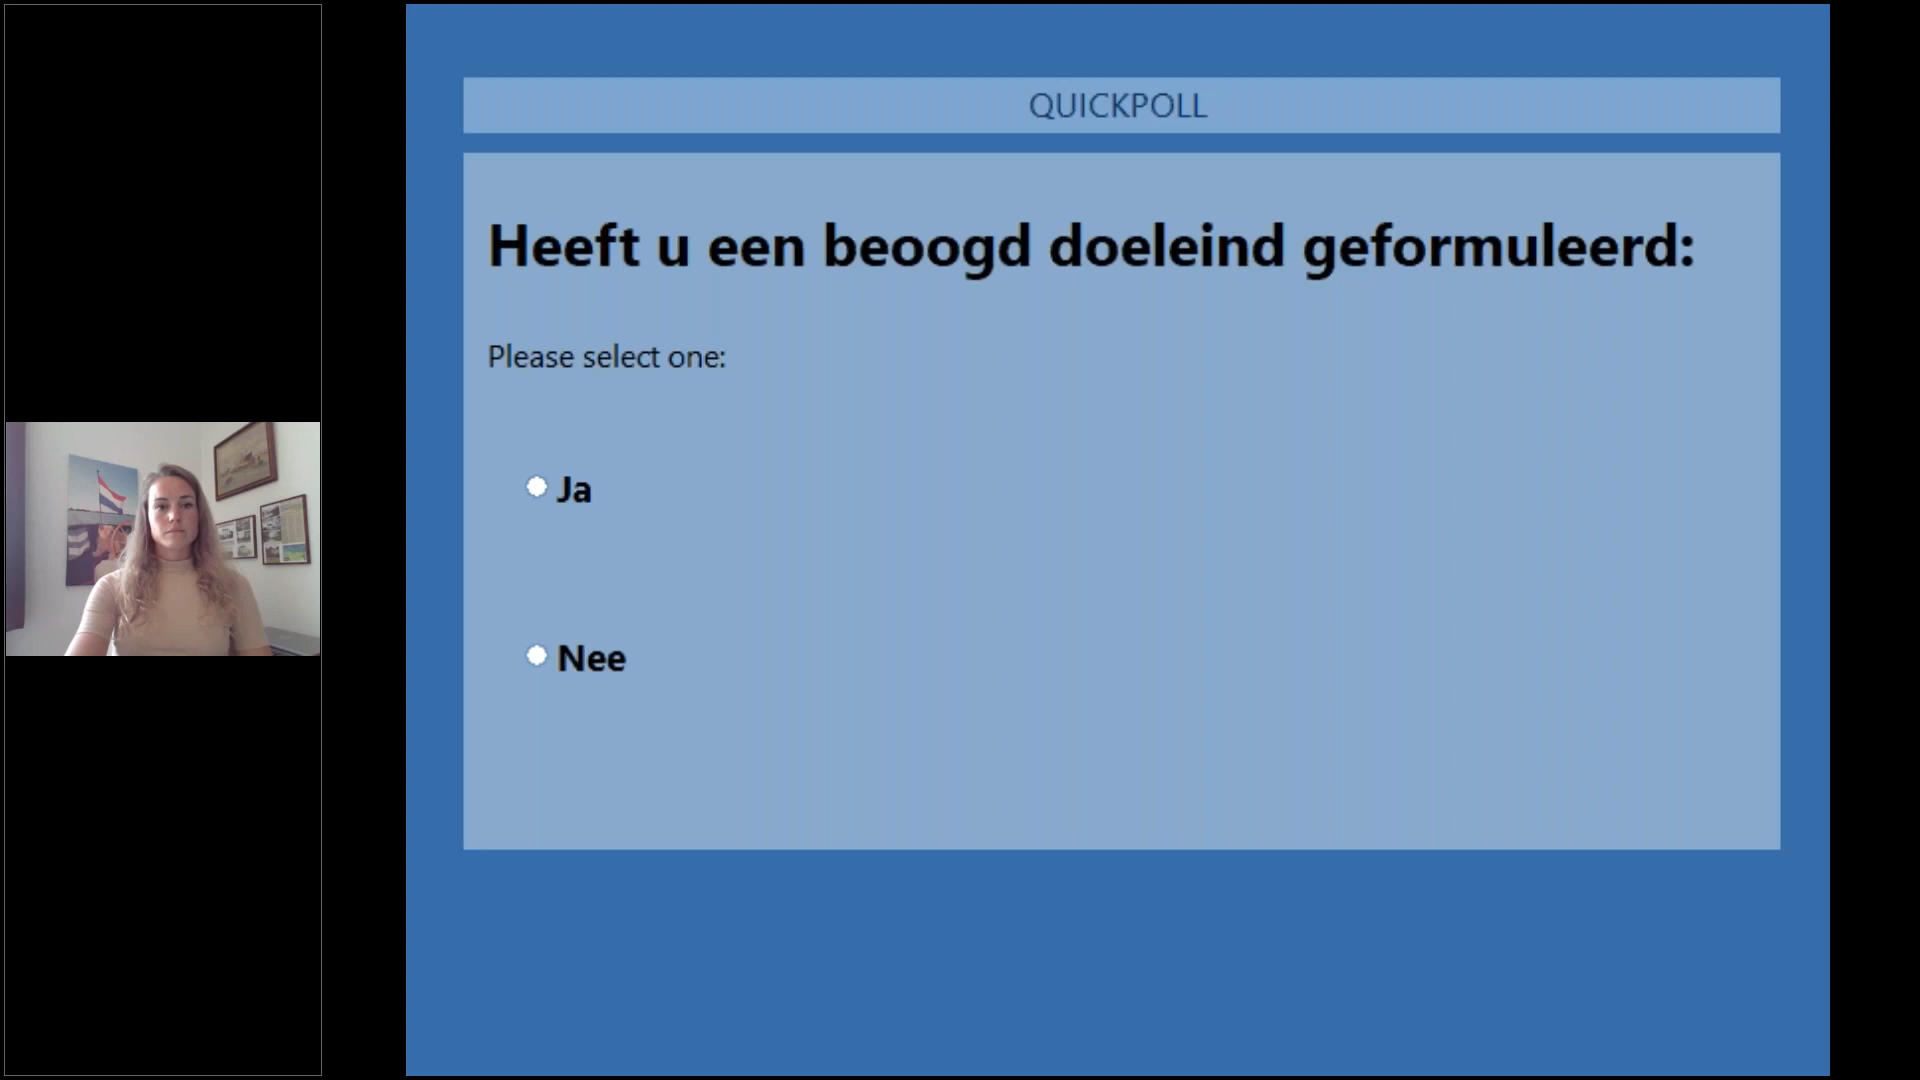 QUICKPOLL
Heeft u een beoogd doeleind geformuleerd:
Please select one:
Ja
Nee